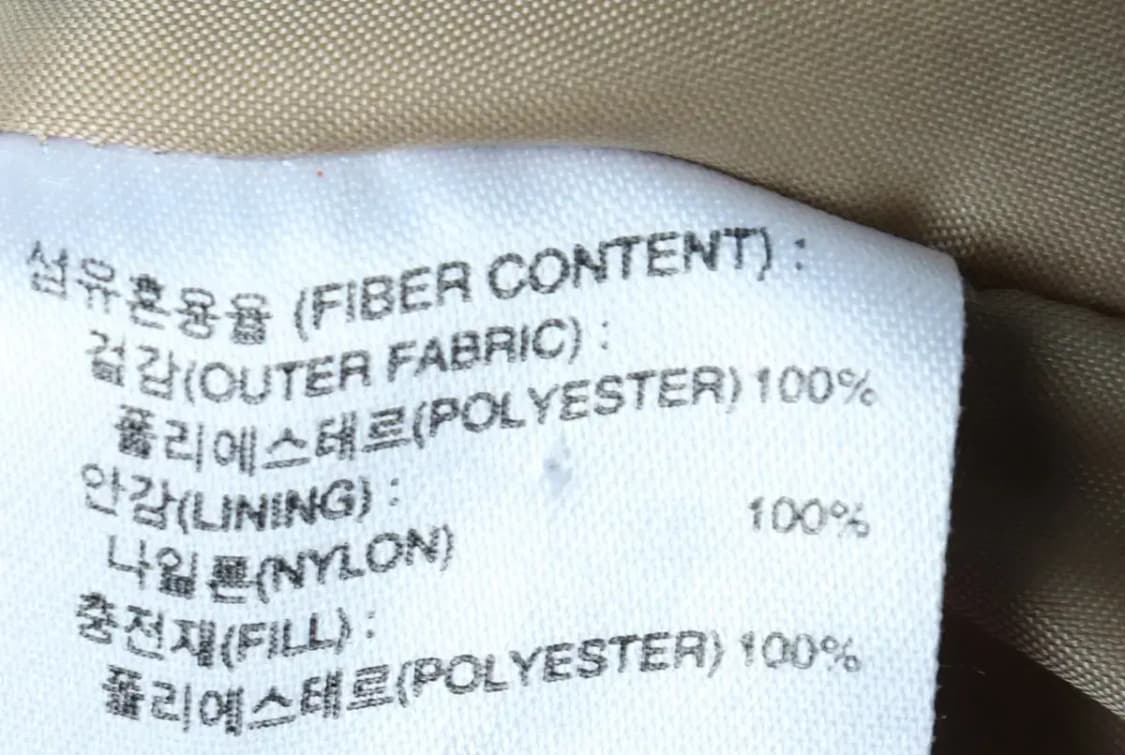 섬유혼용율 (FIBER CONTENT) :
겉감(OUTER FABRIC) :
폴리에스테르(POLYESTER) 100%
안감(LINING) :
나일론(NYLON) 100%
충전재(FILL) :
폴리에스테르(POLYESTER) 100%